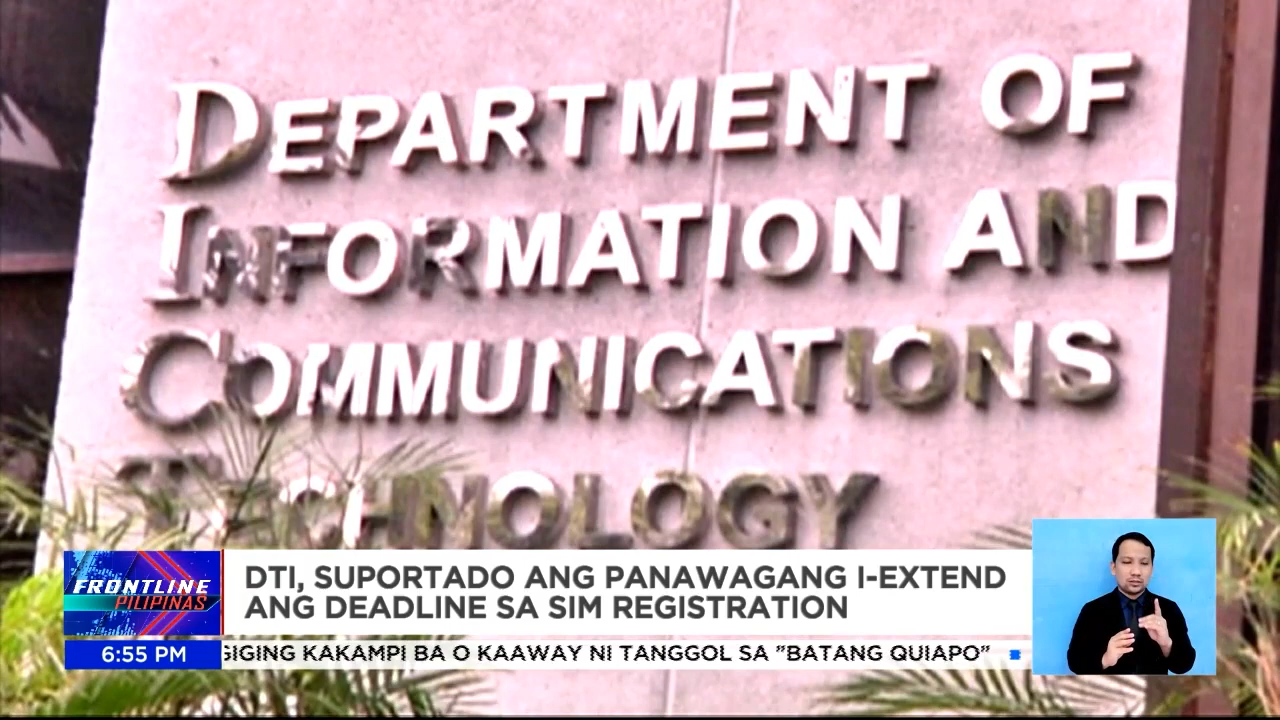 DEPARTMENT OF
INFORMATION AND
COMMUNICATIONS
TECHNOLOGY
FRONTLINE
PILIPINAS
DTI, SUPORTADO ANG PANAWAGANG I-EXTEND
ANG DEADLINE SA SIM REGISTRATION
6:55 PM
GIGING KAKAMPI BA O KAAWAY NI TANGGOL SA "BATANG QUIAPO"